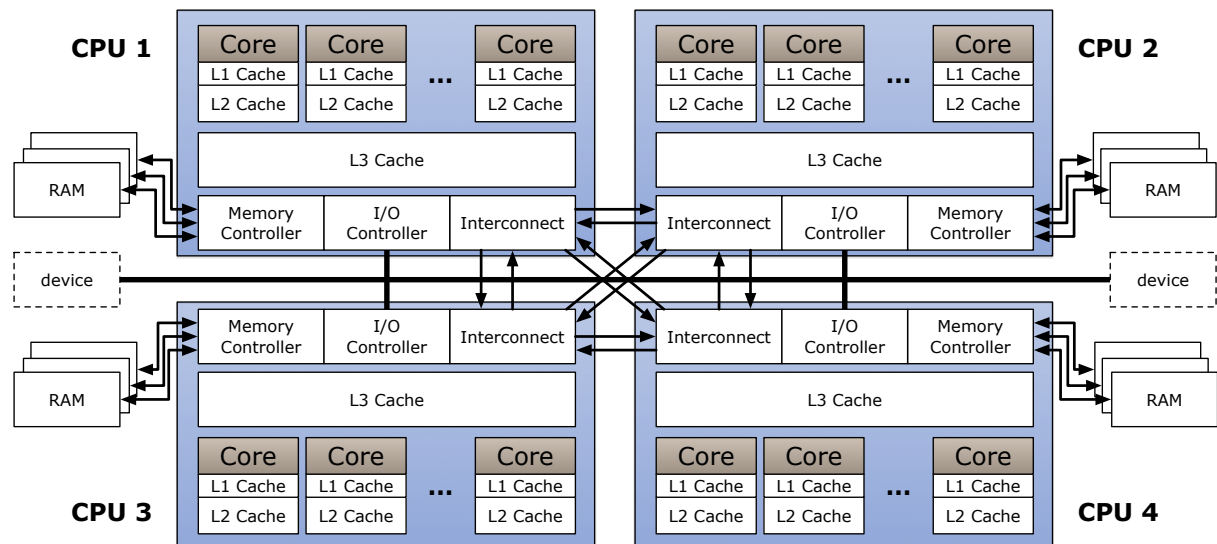 CPU 1
Core Core Core
L1 Cache L1 Cache ... L1 Cache
L2 Cache L2 Cache L2 Cache
L3 Cache
RAM
Memory Controller I/O Controller Interconnect
CPU 2
Core Core Core
L1 Cache L1 Cache ... L1 Cache
L2 Cache L2 Cache L2 Cache
L3 Cache
RAM
Interconnect I/O Controller Memory Controller
device device
Memory Controller I/O Controller Interconnect
RAM
L3 Cache
Core Core Core
L1 Cache L1 Cache ... L1 Cache
L2 Cache L2 Cache L2 Cache
CPU 3
Interconnect I/O Controller Memory Controller
RAM
L3 Cache
Core Core Core
L1 Cache L1 Cache ... L1 Cache
L2 Cache L2 Cache L2 Cache
CPU 4